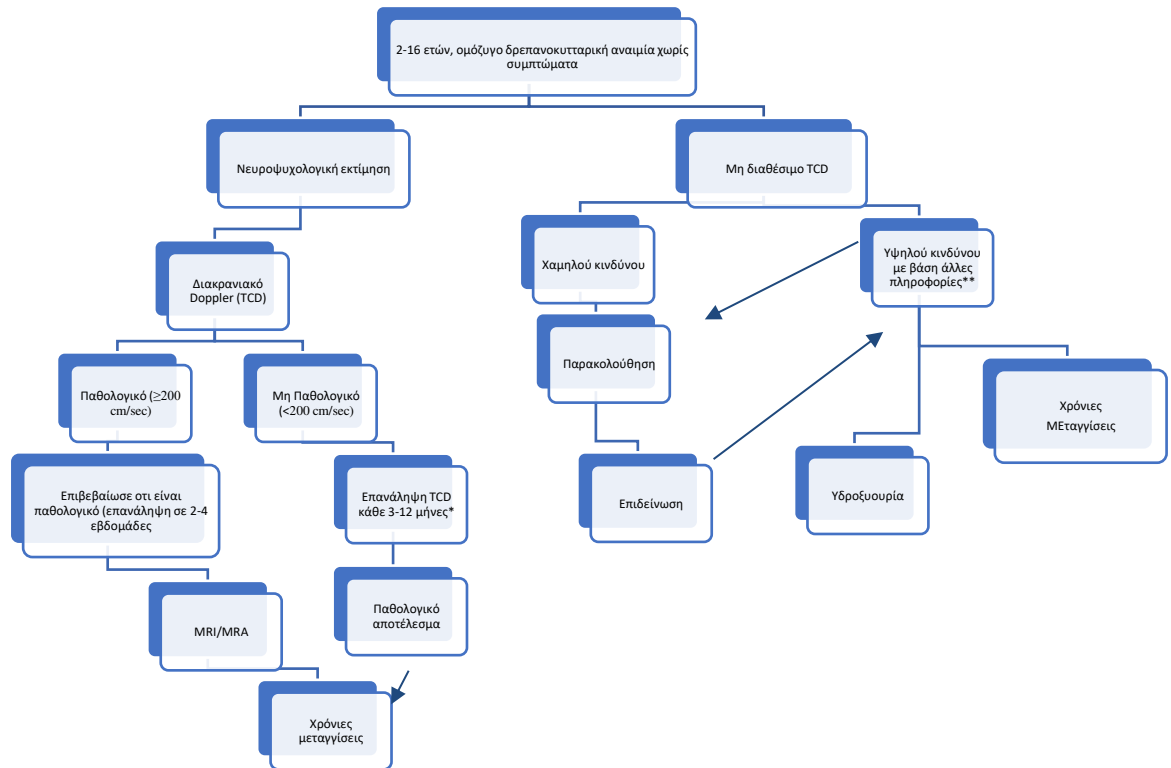 2-16 ετών, ομόζυγο δρεπανοκυτταρική αναιμία χωρίς
συμπτώματα
Νευροψυχολογική εκτίμηση
Μη διαθέσιμο TCD
Διακρανιακό
Doppler (TCD)
Χαμηλού κινδύνου
Υψηλού κινδύνου
με βάση άλλες
πληροφορίες**
Παθολογικό (≥200
cm/sec)
Μη Παθολογικό
(<200 cm/sec)
Παρακολούθηση
Χρόνιες
ΜΕταγγίσεις
Επιβεβαίωσε οτι είναι
παθολογικό (επανάληψη σε 2-4
εβδομάδες
Επανάληψη TCD
κάθε 3-12 μήνες*
Επιδείνωση
Υδροξυουρία
MRI/MRA
Παθολογικό
αποτέλεσμα
Χρόνιες
μεταγγίσεις